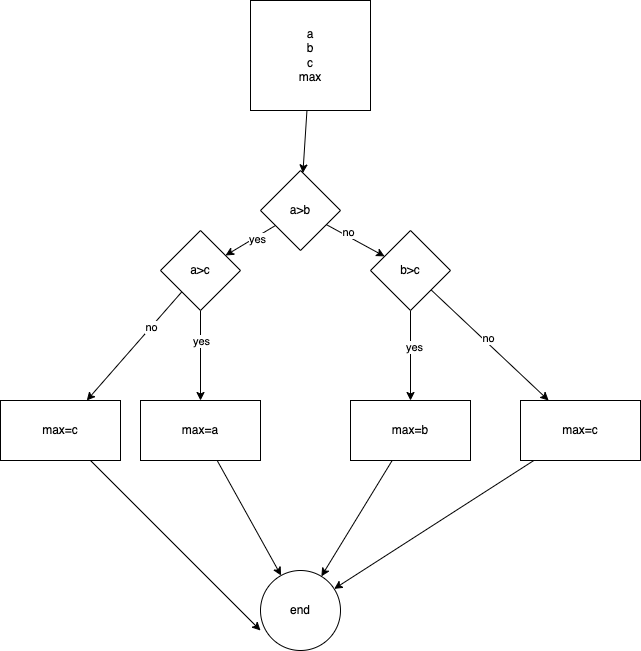 a
b
c
max
a>b
yes
no
a>c
b>c
no
yes
yes
no
max=c
max=a
max=b
max=c
end